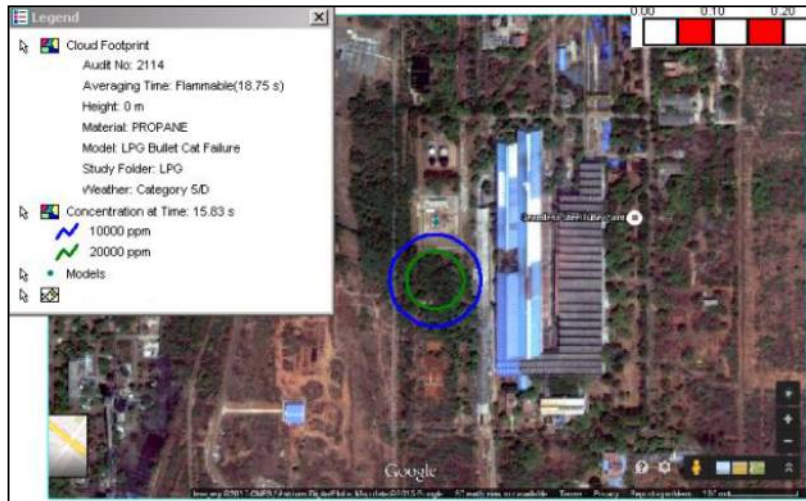 Legend
0.00 0.10 0.20
Cloud Footprint
Audit No: 2114
Averaging Time: Flammable(18.75 s)
Height: 0 m
Material: PROPANE
Model: LPG Bullet Cat Failure
Study Folder: LPG
Weather: Category 5/D
Concentration at Time: 15.83 s
10000 ppm
20000 ppm
Models
Google
Terms Privacy